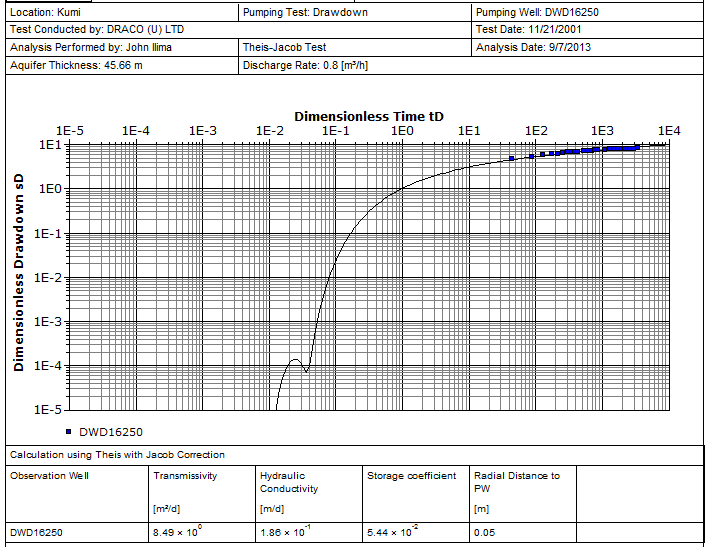 Location: Kumi Pumping Test: Drawdown Pumping Well: DWD16250
Test Conducted by: DRACO (U) LTD Test Date: 11/21/2001
Analysis Performed by: John Ilima Theis-Jacob Test Analysis Date: 9/7/2013
Aquifer Thickness: 45.66 m Discharge Rate: 0.8 [m³/h]
Dimensionless Time tD
1E-5 1E-4 1E-3 1E-2 1E-1 1E0 1E1 1E2 1E3 1E4
1E1
1E0
1E-1
1E-2
1E-3
1E-4
1E-5
Dimensionless Drawdown sD
DWD16250
Calculation using Theis with Jacob Correction
Observation Well Transmissivity Hydraulic Storage coefficient Radial Distance to
Conductivity PW
[m²/d] [m/d] [m]
DWD16250 8.49 × 10⁰ 1.86 × 10⁻¹ 5.44 × 10⁻² 0.05